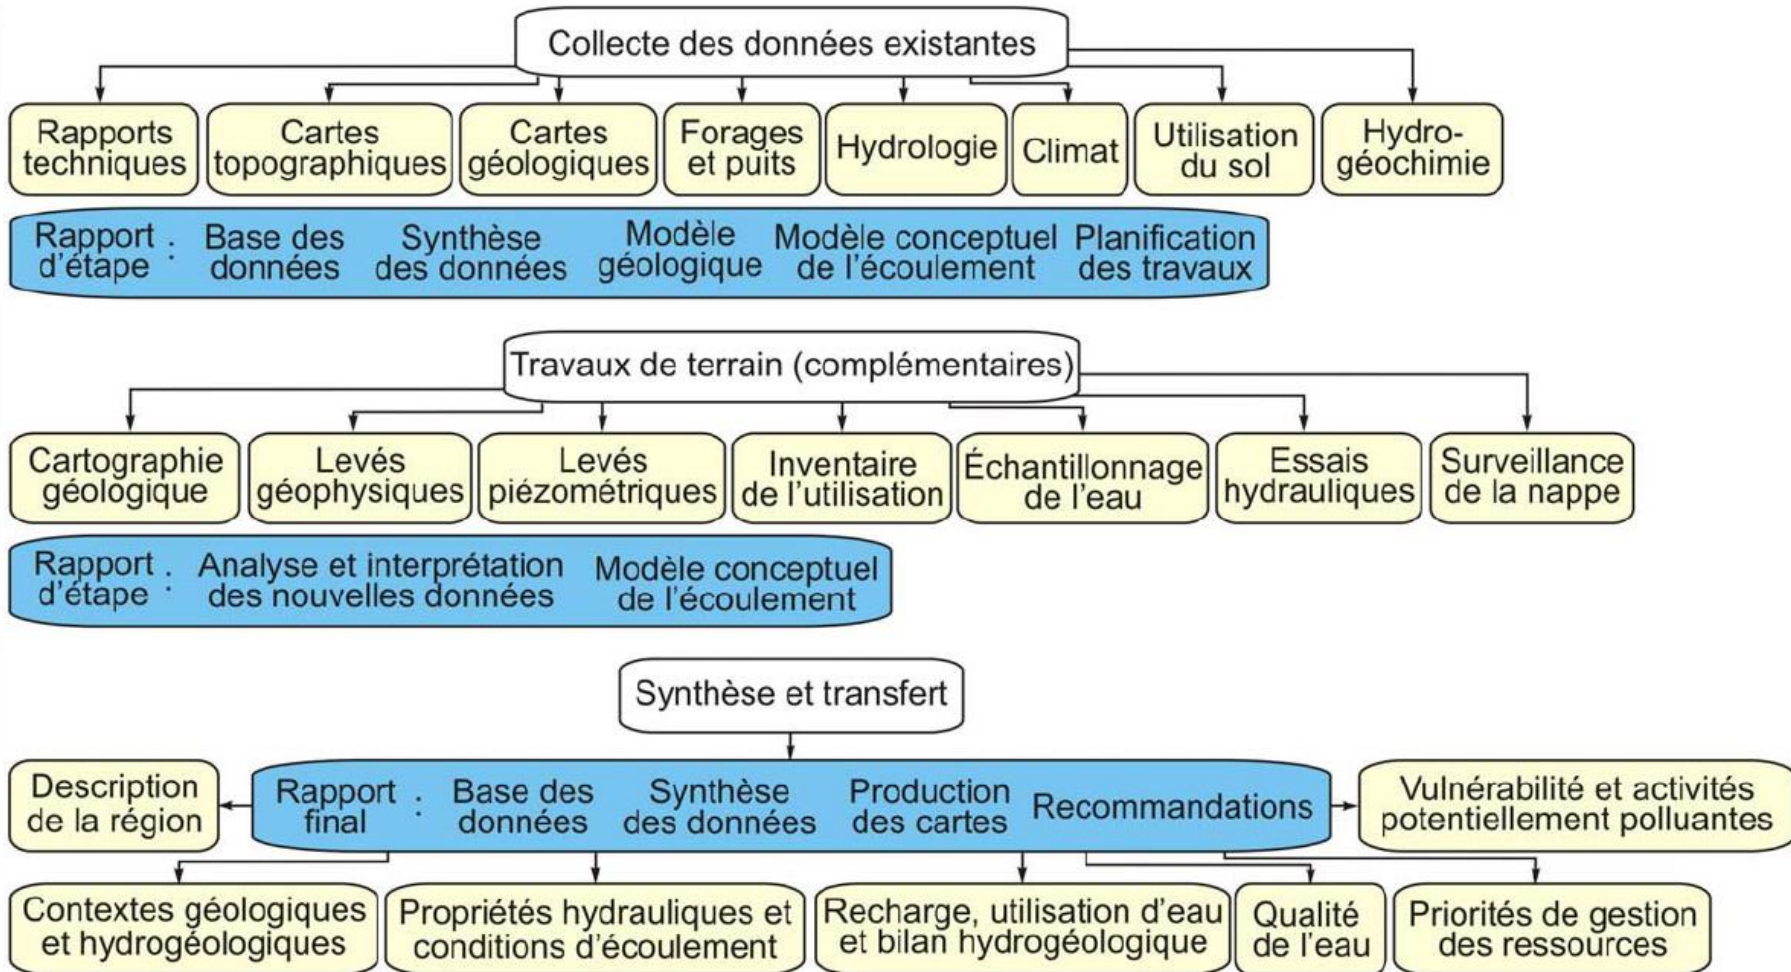 Collecte des données existantes
Rapports
techniques
Cartes
topographiques
Cartes
géologiques
Forages
et puits
Hydrologie
Climat
Utilisation
du sol
Hydro-
géochimie
Rapport
d'étape :
Base des
données
Synthèse
des données
Modèle
géologique
Modèle conceptuel
de l'écoulement
Planification
des travaux
Travaux de terrain (complémentaires)
Cartographie
géologique
Levés
géophysiques
Levés
piézométriques
Inventaire
de l'utilisation
Échantillonnage
de l'eau
Essais
hydrauliques
Surveillance
de la nappe
Rapport
d'étape :
Analyse et interprétation
des nouvelles données
Modèle conceptuel
de l'écoulement
Synthèse et transfert
Description
de la région
Rapport
final :
Base des
données
Synthèse
des données
Production
des cartes
Recommandations
Vulnérabilité et activités
potentiellement polluantes
Contextes géologiques
et hydrogéologiques
Propriétés hydrauliques et
conditions d'écoulement
Recharge, utilisation d'eau
et bilan hydrogéologique
Qualité
de l'eau
Priorités de gestion
des ressources